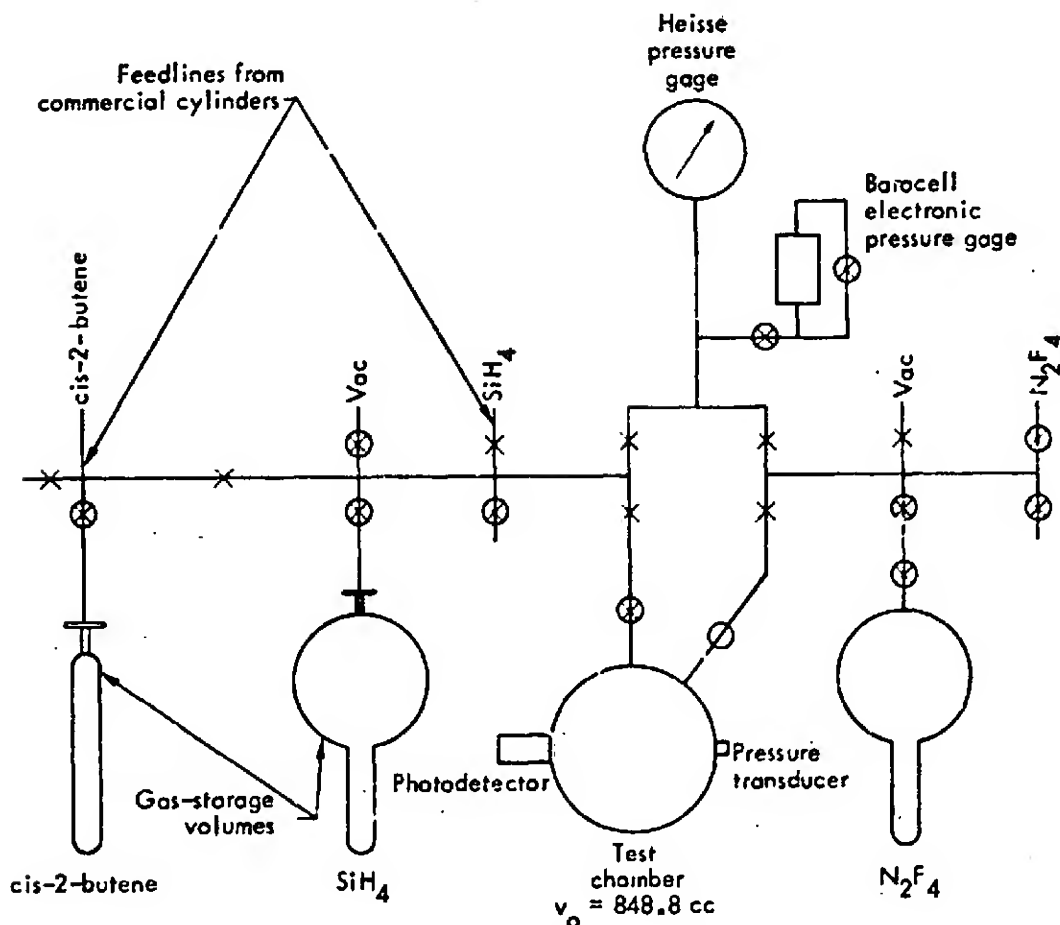 Heisse
pressure
gage
Feedlines from
commercial cylinders
Barocell
electronic
pressure gage
cis-2-butene
Vac
SiH4
Vac
N2F4
Photodetector
Pressure
transducer
Gas-storage
volumes
cis-2-butene
SiH4
Test
chamber
vo = 848.8 cc
N2F4